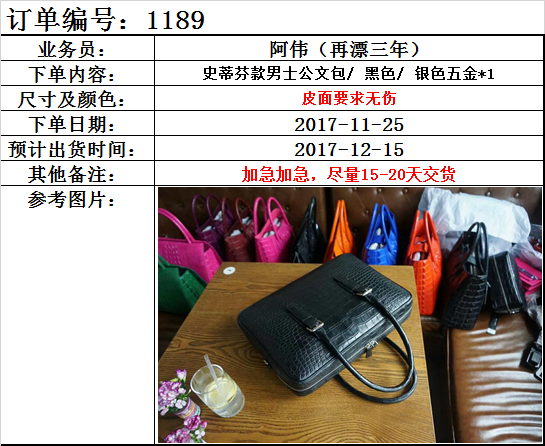 订单编号：1189
业务员： 阿伟（再漂三年）
下单内容： 史蒂芬款男士公文包/ 黑色/ 银色五金*1
尺寸及颜色： 皮面要求无伤
下单日期： 2017-11-25
预计出货时间： 2017-12-15
其他备注： 加急加急，尽量15-20天交货
参考图片：